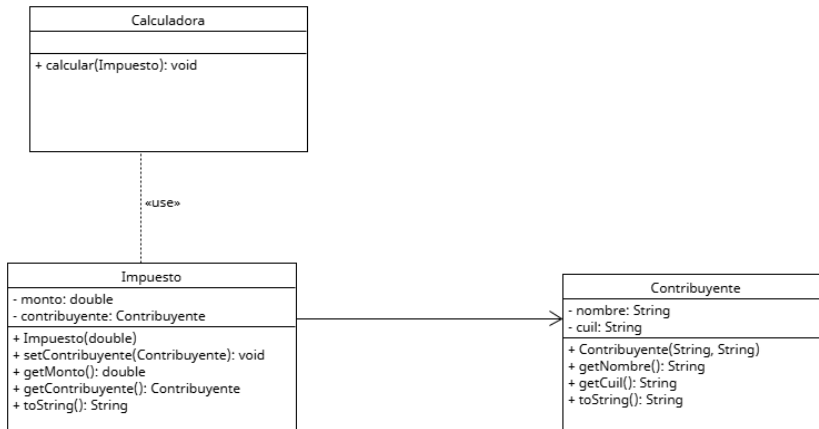 Calculadora
+ calcular(Impuesto): void
«use»
Impuesto
- monto: double
- contribuyente: Contribuyente
+ Impuesto(double)
+ setContribuyente(Contribuyente): void
+ getMonto(): double
+ getContribuyente(): Contribuyente
+ toString(): String
Contribuyente
- nombre: String
- cuil: String
+ Contribuyente(String, String)
+ getNombre(): String
+ getCuil(): String
+ toString(): String